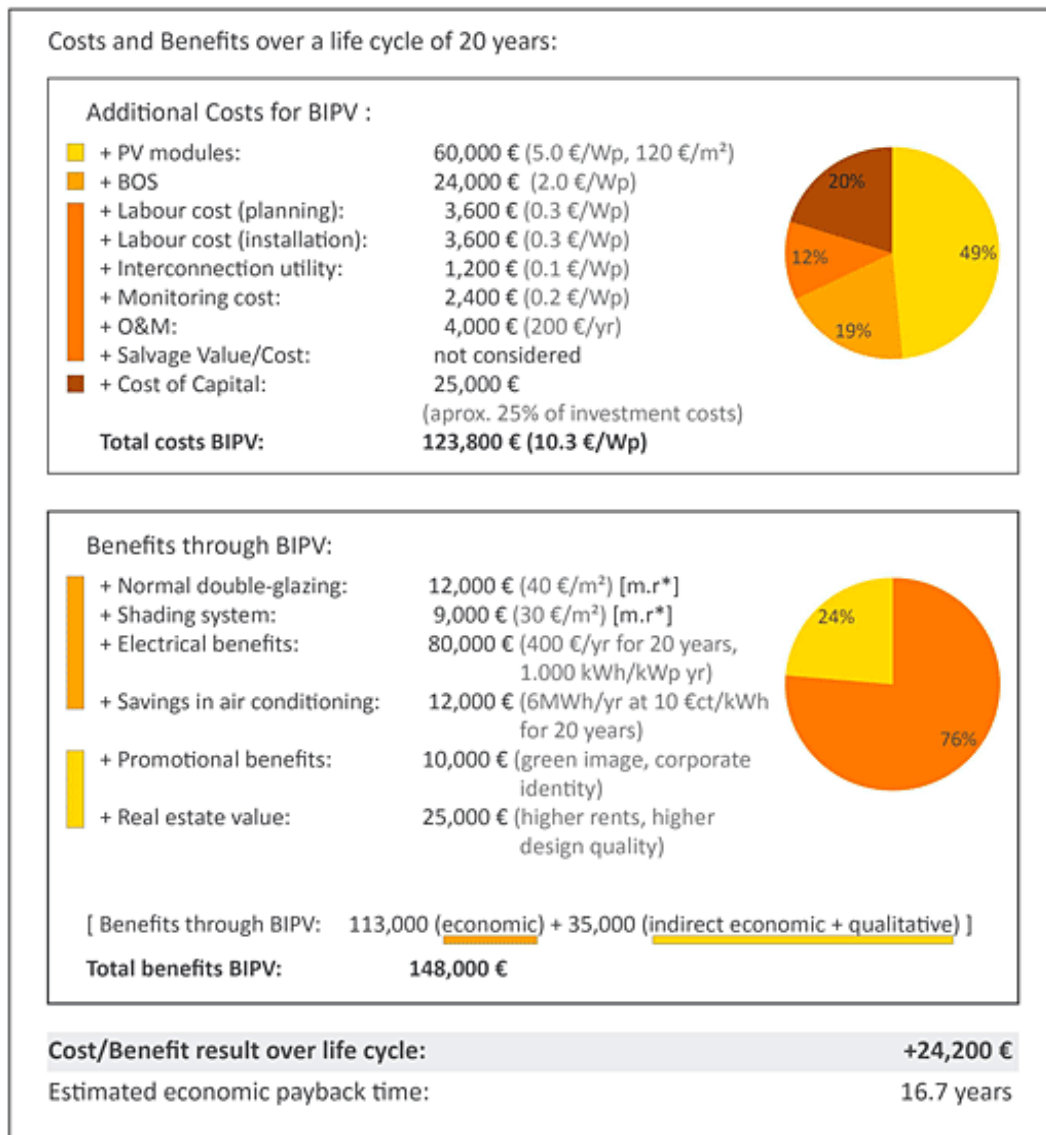 Costs and Benefits over a life cycle of 20 years:
Additional Costs for BIPV :
+ PV modules: 60,000 € (5.0 €/Wp, 120 €/m²)
+ BOS 24,000 € (2.0 €/Wp)
+ Labour cost (planning): 3,600 € (0.3 €/Wp)
+ Labour cost (installation): 3,600 € (0.3 €/Wp)
+ Interconnection utility: 1,200 € (0.1 €/Wp)
+ Monitoring cost: 2,400 € (0.2 €/Wp)
+ O&M: 4,000 € (200 €/yr)
+ Salvage Value/Cost: not considered
+ Cost of Capital: 25,000 €
(aprox. 25% of investment costs)
Total costs BIPV: 123,800 € (10.3 €/Wp)
20%
49%
12%
19%
Benefits through BIPV:
+ Normal double-glazing: 12,000 € (40 €/m²) [m.r*]
+ Shading system: 9,000 € (30 €/m²) [m.r*]
+ Electrical benefits: 80,000 € (400 €/yr for 20 years,
1.000 kWh/kWp yr)
+ Savings in air conditioning: 12,000 € (6MWh/yr at 10 €ct/kWh
for 20 years)
+ Promotional benefits: 10,000 € (green image, corporate
identity)
+ Real estate value: 25,000 € (higher rents, higher
design quality)
24%
76%
[ Benefits through BIPV: 113,000 (economic) + 35,000 (indirect economic + qualitative) ]
Total benefits BIPV: 148,000 €
Cost/Benefit result over life cycle: +24,200 €
Estimated economic payback time: 16.7 years